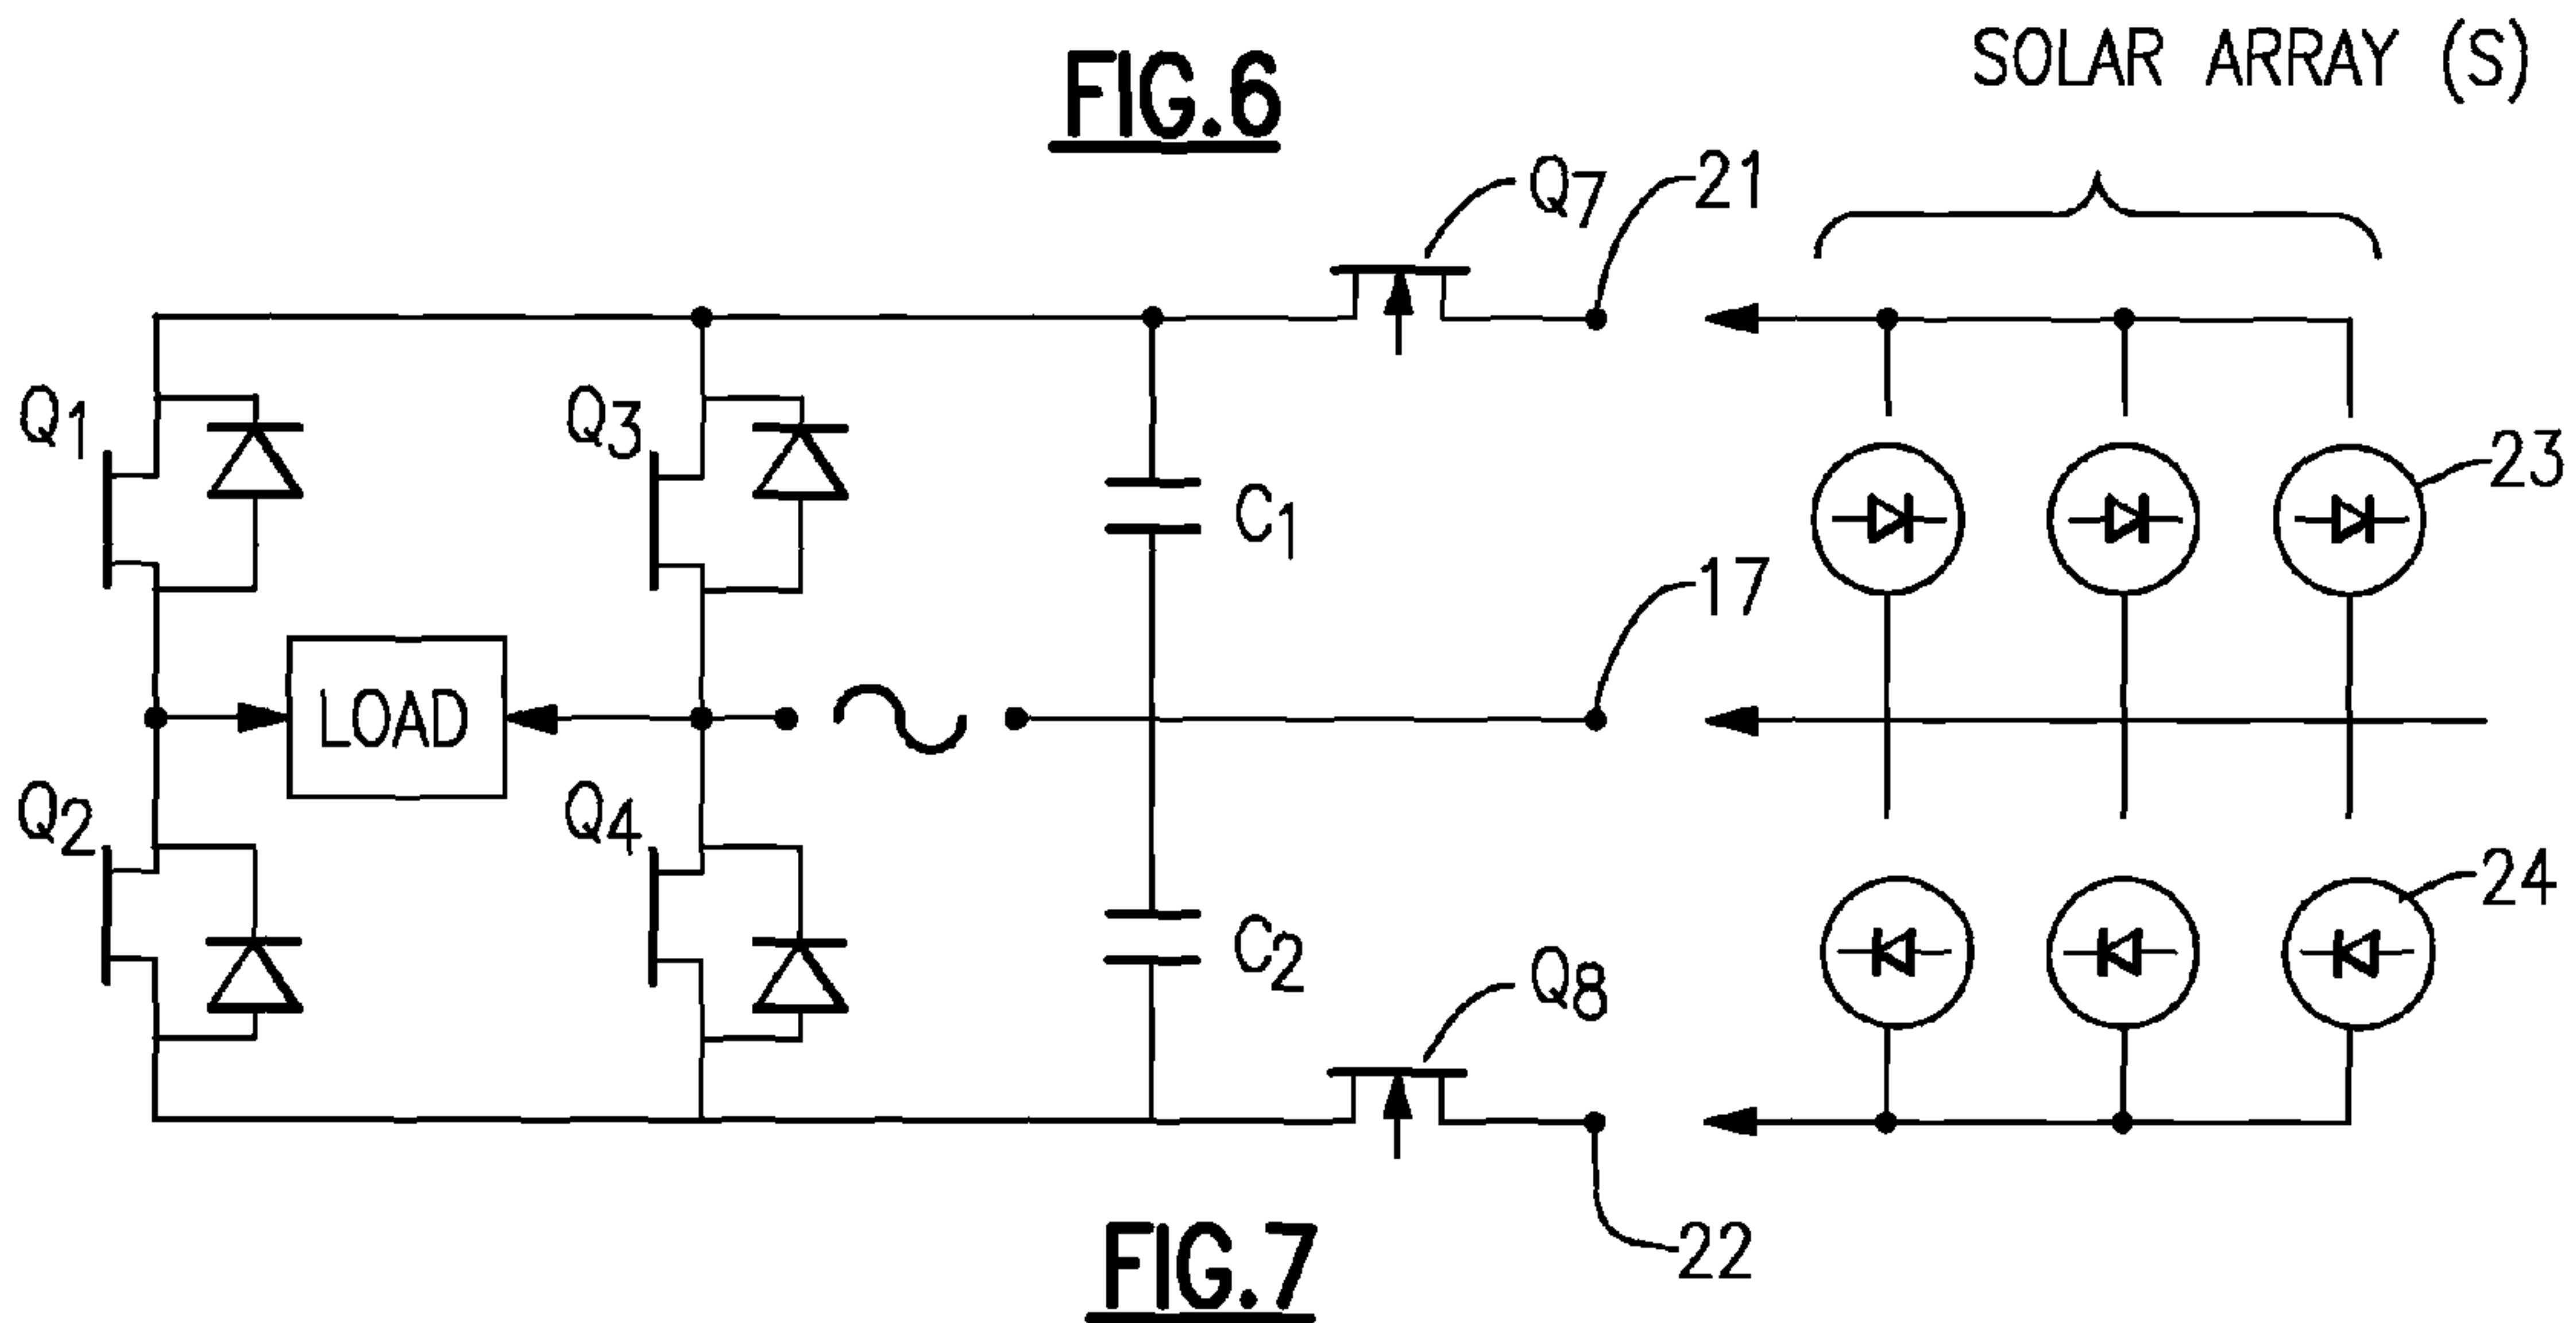 SOLAR ARRAY (S)
FIG.6
Q7
21
Q1
Q3
23
C1
17
LOAD
Q2
Q4
24
C2
Q8
22
FIG.7